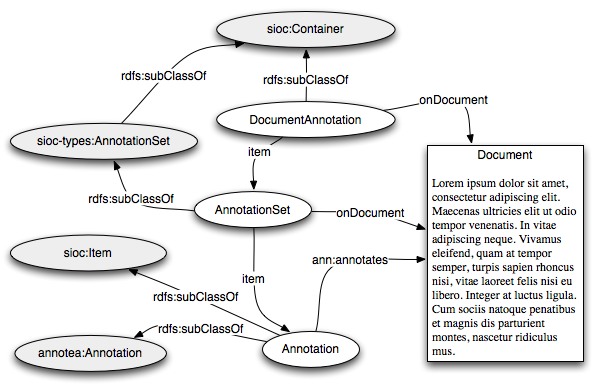 sioc:Container
rdfs:subClassOf
rdfs:subClassOf
onDocument
DocumentAnnotation
sioc-types:AnnotationSet
item
rdfs:subClassOf
AnnotationSet
onDocument
sioc:Item
ann:annotates
item
rdfs:subClassOf
rdfs:subClassOf
annotea:Annotation
Annotation
Document
Lorem ipsum dolor sit amet,
consectetur adipiscing elit.
Maecenas ultricies elit ut odio
tempor venenatis. In vitae
adipiscing neque. Vivamus
eleifend, quam at tempor
semper, turpis sapien rhoncus
nisi, vitae laoreet felis nisi eu
libero. Integer at luctus ligula.
Cum sociis natoque penatibus
et magnis dis parturient
montes, nascetur ridiculus
mus.